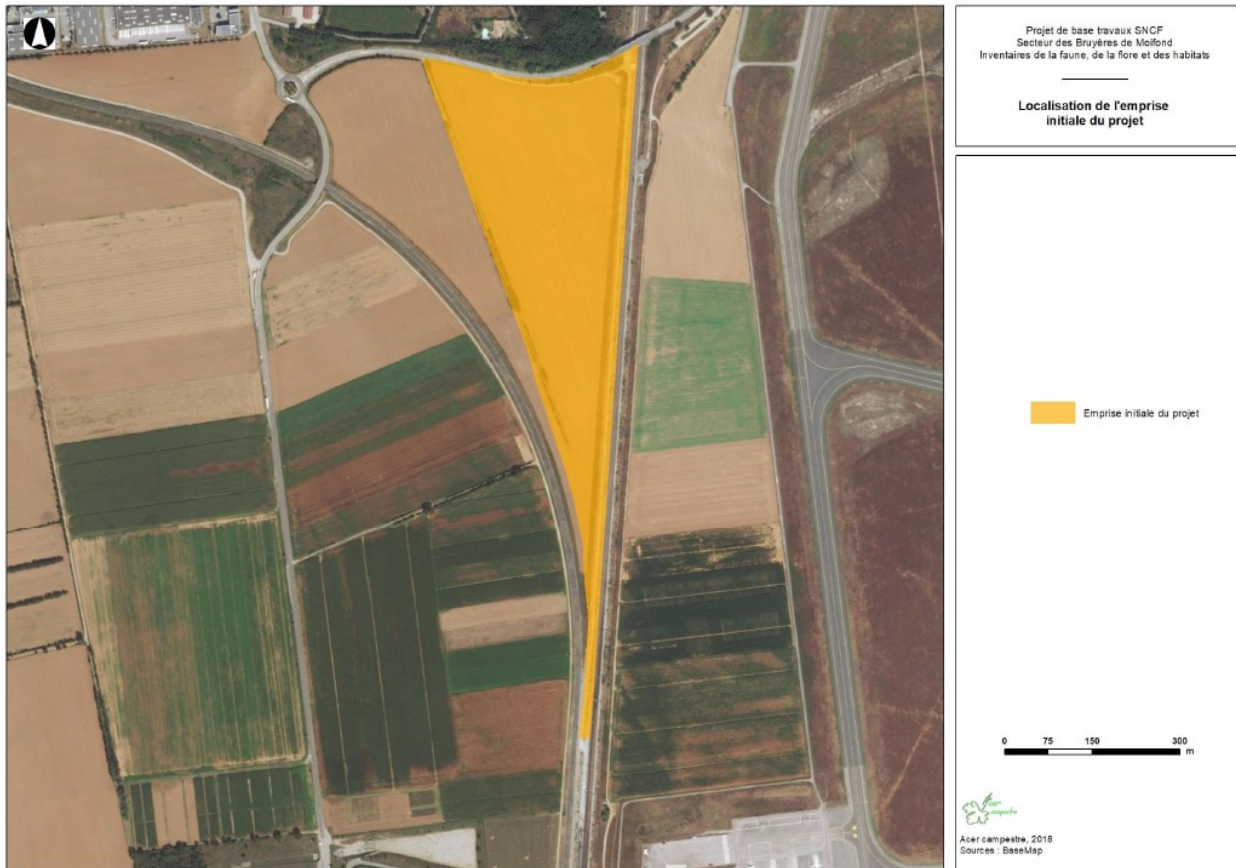 Projet de base travaux SNCF
Secteur des Bruyères de Moifond
Inventaires de la faune, de la flore et des habitats
Localisation de l'emprise
initiale du projet
Emprise initiale du projet
0 75 150 300
m
acer
campestre
Acer campestre, 2018
Sources : BaseMap